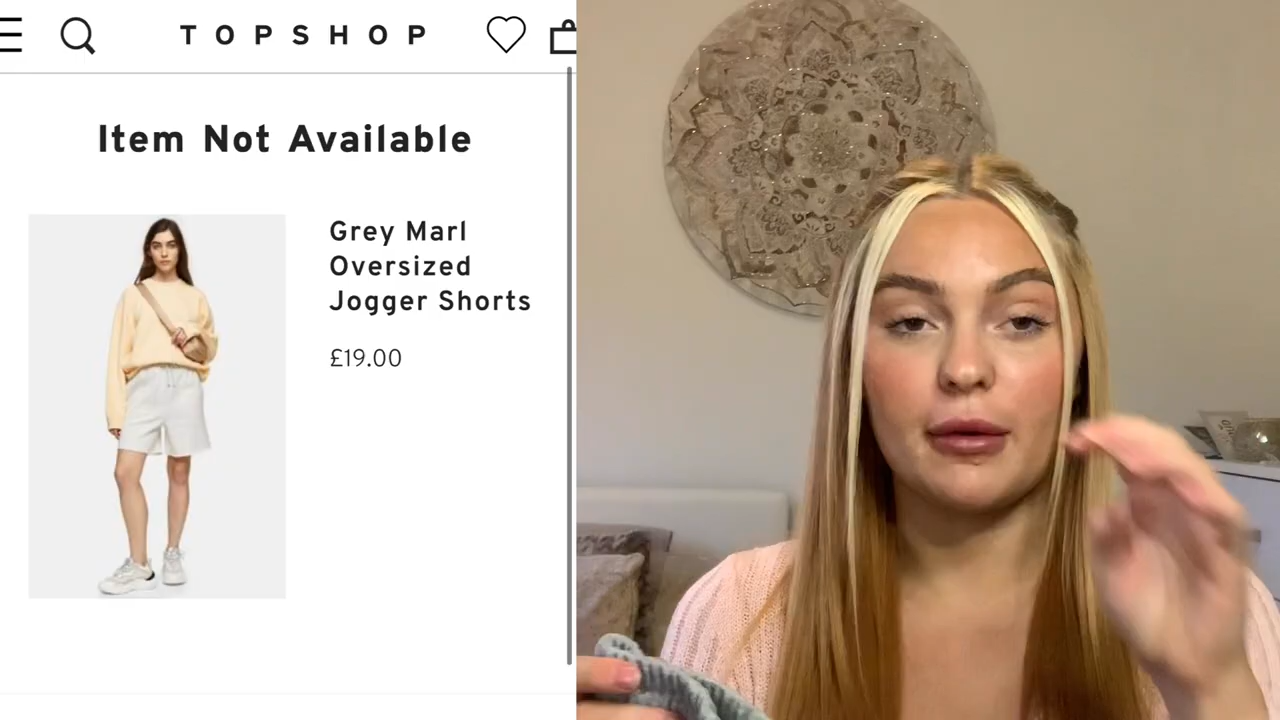 TOPSHOP
Item Not Available
Grey Marl
Oversized
Jogger Shorts
£19.00